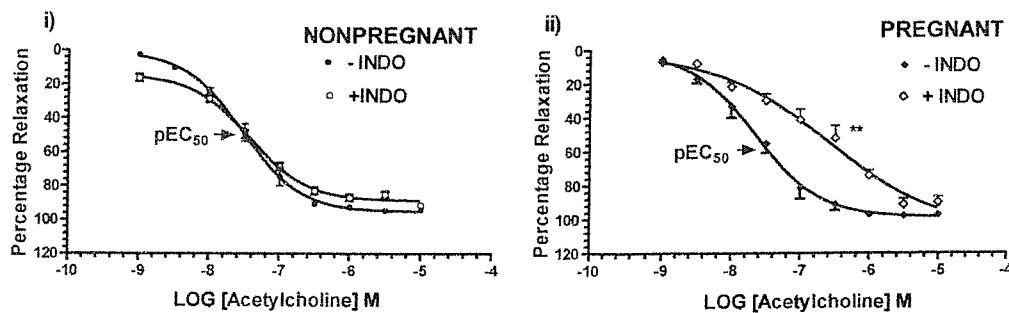 i)
NONPREGNANT
- INDO
+INDO
pEC50
Percentage Relaxation
0
20
40
60
80
100
120
-10 -9 -8 -7 -6 -5 -4
LOG [Acetylcholine] M
ii)
PREGNANT
- INDO
+ INDO
**
pEC50
Percentage Relaxation
0
20
40
60
80
100
120
-10 -9 -8 -7 -6 -5 -4
LOG [Acetylcholine] M